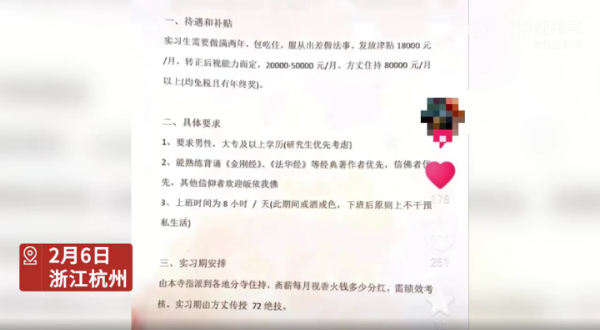 一、待遇和补贴
实习生需要做满两年，包吃住，服从出差做法事，发放津贴 18000 元
/月，转正后视能力而定，20000-50000 元/月，方丈住持 80000 元/月
以上(均免税且有年终奖)。
二、具体要求
1、要求男性，大专及以上学历(研究生优先考虑)
2、能熟练背诵《金刚经》、《法华经》等经典著作者优先，信佛者优
先，其他信仰者欢迎皈依我佛
3、上班时间为 8 小时 / 天(此期间戒酒戒色，下班后原则上不干预
私生活)
178
251
2月6日
浙江杭州
三、实习期安排
由本寺指派到各地分寺住持，斋薪每月视香火钱多少分红，需绩效考
核。实习期由方丈传授 72 绝技。